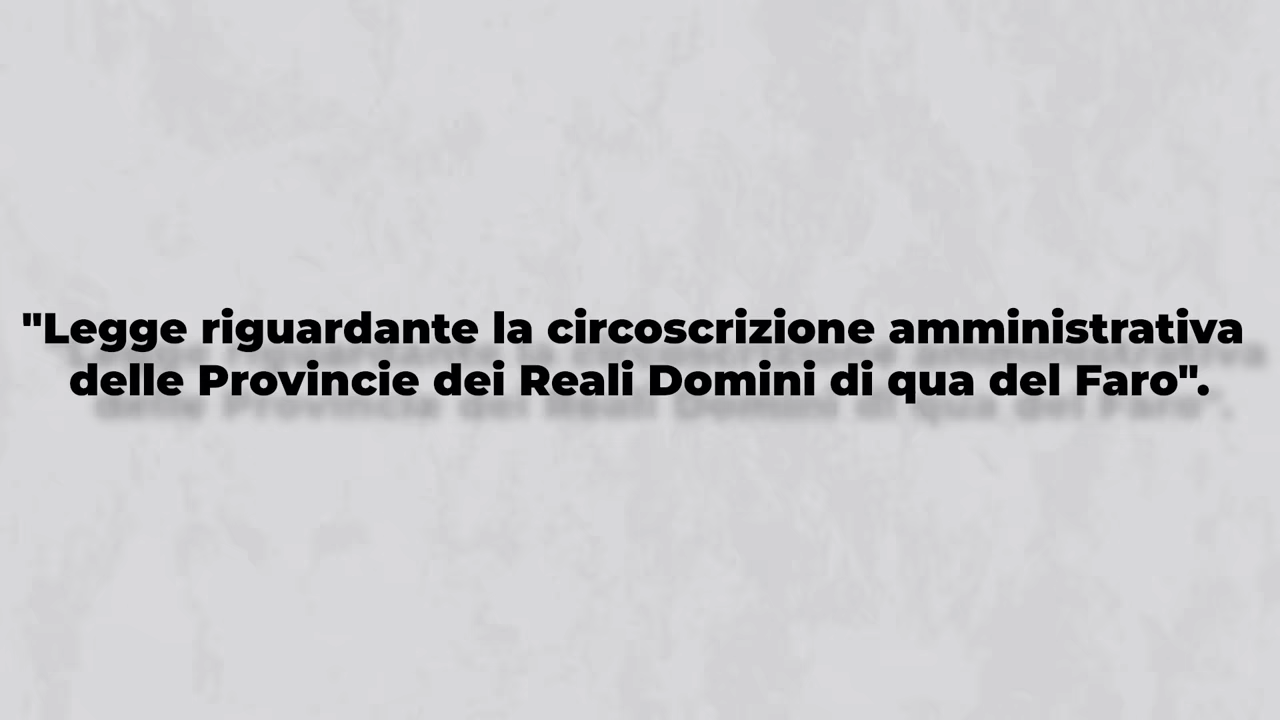 "Legge riguardante la circoscrizione amministrativa
delle Provincie dei Reali Domini di qua del Faro".